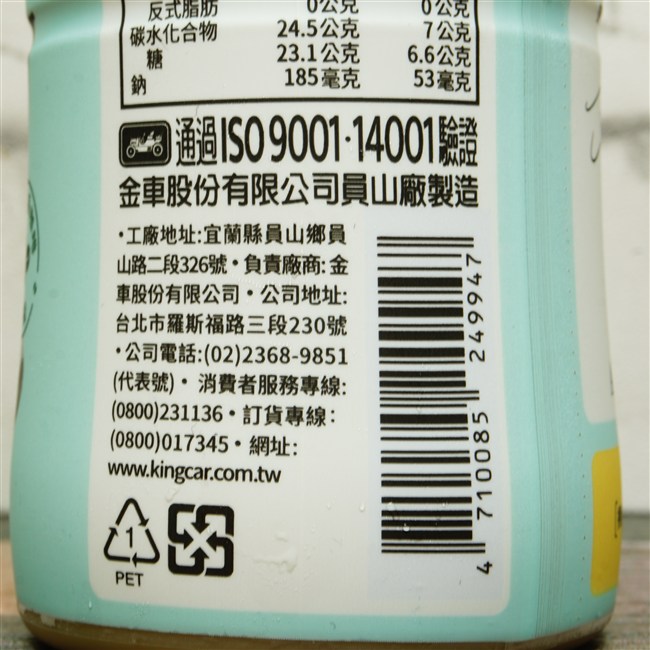 反式脂肪 0公克 0公克
碳水化合物 24.5公克 7公克
糖 23.1公克 6.6公克
鈉 185毫克 53毫克
通過ISO 9001·14001驗證
金車股份有限公司員山廠製造
•工廠地址:宜蘭縣員山鄉員
山路二段326號•負責廠商:金
車股份有限公司•公司地址:
台北市羅斯福路三段230號
•公司電話:(02)2368-9851
(代表號)•消費者服務專線:
(0800)231136•訂貨專線:
(0800)017345•網址:
www.kingcar.com.tw
1
PET
4 710085 249947